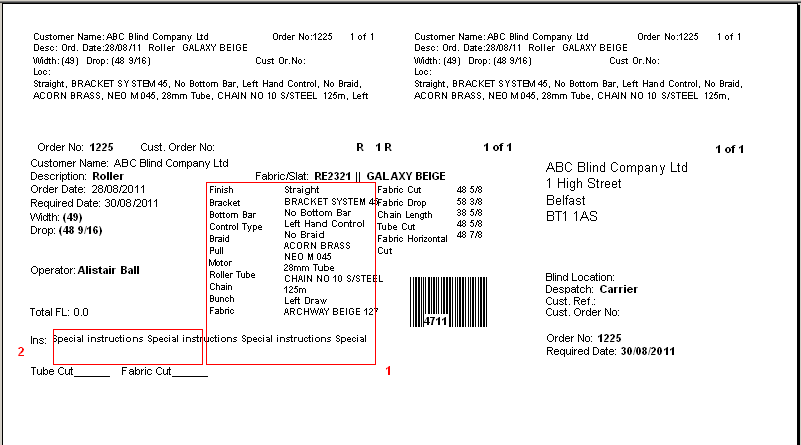 Customer Name: ABC Blind Company Ltd Order No:1225 1 of 1
Desc: Ord. Date:28/08/11 Roller GALAXY BEIGE
Width: (49) Drop: (48 9/16) Cust Or.No:
Loc:
Straight, BRACKET SYSTEM 45, No Bottom Bar, Left Hand Control, No Braid,
ACORN BRASS, NEO M 045, 28mm Tube, CHAIN NO 10 S/STEEL 125m, Left
Customer Name: ABC Blind Company Ltd Order No:1225 1 of 1
Desc: Ord. Date:28/08/11 Roller GALAXY BEIGE
Width: (49) Drop: (48 9/16) Cust Or.No:
Loc:
Straight, BRACKET SYSTEM 45, No Bottom Bar, Left Hand Control, No Braid,
ACORN BRASS, NEO M 045, 28mm Tube, CHAIN NO 10 S/STEEL 125m,
Order No: 1225 Cust. Order No: R 1 R 1 of 1
Customer Name: ABC Blind Company Ltd
Description: Roller Fabric/Slat: RE2321 || GALAXY BEIGE
Order Date: 28/08/2011
Required Date: 30/08/2011
Width: (49)
Drop: (48 9/16)
Operator: Alistair Ball
Total FL: 0.0
Finish Straight
Bracket BRACKET SYSTEM 45
Bottom Bar No Bottom Bar
Control Type Left Hand Control
Braid No Braid
Pull ACORN BRASS
Motor NEO M 045
Roller Tube 28mm Tube
Chain CHAIN NO 10 S/STEEL
125m
Bunch Left Draw
Fabric ARCHWAY BEIGE 127
Fabric Cut 48 5/8
Fabric Drop 58 3/8
Chain Length 38 5/8
Tube Cut 48 5/8
Fabric Horizontal 48 7/8
Cut
4711
Ins: Special instructions Special instructions Special instructions Special
2
1
Tube Cut______ Fabric Cut______
1 of 1
ABC Blind Company Ltd
1 High Street
Belfast
BT1 1AS
Blind Location:
Despatch: Carrier
Cust. Ref.:
Cust. Order No:
Order No: 1225
Required Date: 30/08/2011